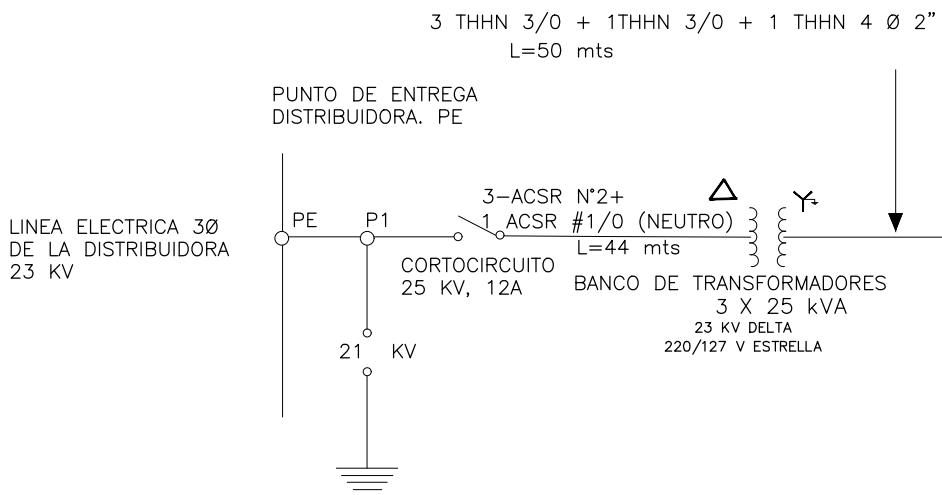 3 THHN 3/0 + 1THHN 3/0 + 1 THHN 4 Ø 2”
L=50 mts
PUNTO DE ENTREGA
DISTRIBUIDORA. PE
LINEA ELECTRICA 3Ø
DE LA DISTRIBUIDORA
23 KV
PE
P1
3-ACSR N°2+
1 ACSR #1/0 (NEUTRO)
L=44 mts
CORTOCIRCUITO
25 KV, 12A
BANCO DE TRANSFORMADORES
3 X 25 kVA
23 KV DELTA
220/127 V ESTRELLA
21 KV